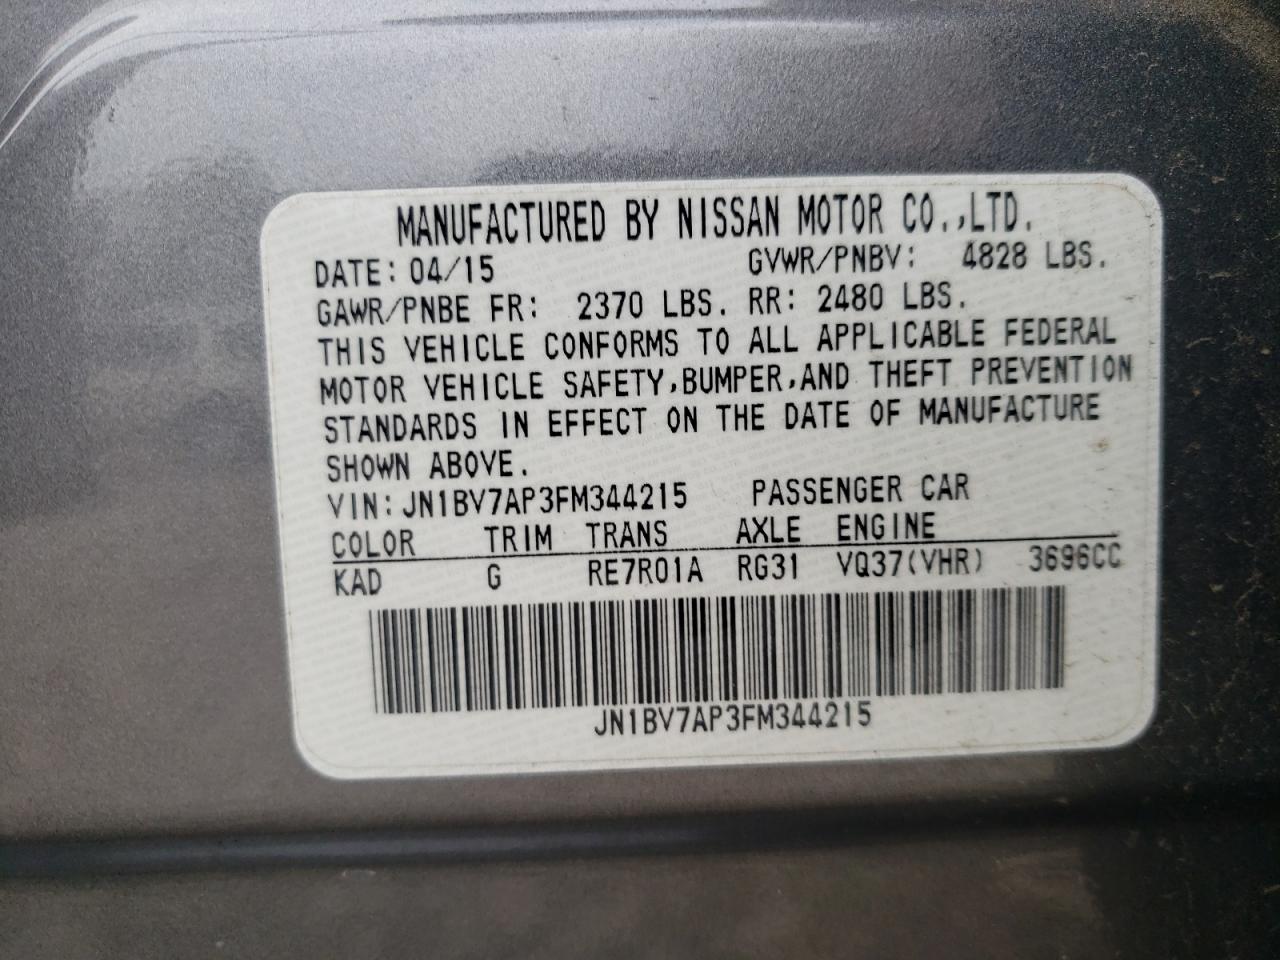 MANUFACTURED BY NISSAN MOTOR CO.,LTD.
DATE: 04/15 GVWR/PNBV: 4828 LBS.
GAWR/PNBE FR: 2370 LBS. RR: 2480 LBS.
THIS VEHICLE CONFORMS TO ALL APPLICABLE FEDERAL
MOTOR VEHICLE SAFETY,BUMPER,AND THEFT PREVENTION
STANDARDS IN EFFECT ON THE DATE OF MANUFACTURE
SHOWN ABOVE.
VIN:JN1BV7AP3FM344215 PASSENGER CAR
COLOR TRIM TRANS AXLE ENGINE
KAD G RE7R01A RG31 VQ37(VHR) 3696CC
JN1BV7AP3FM344215